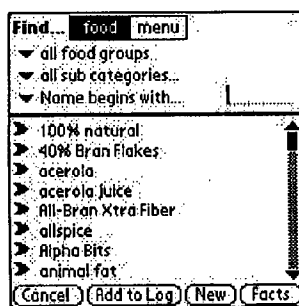 Find... food menu
all food groups
all sub categories...
Name begins with...
100% natural
40% Bran Flakes
acerola
acerola juice
All-Bran Xtra Fiber
allspice
Alpha Bits
animal fat
Cancel Add to Log New Facts